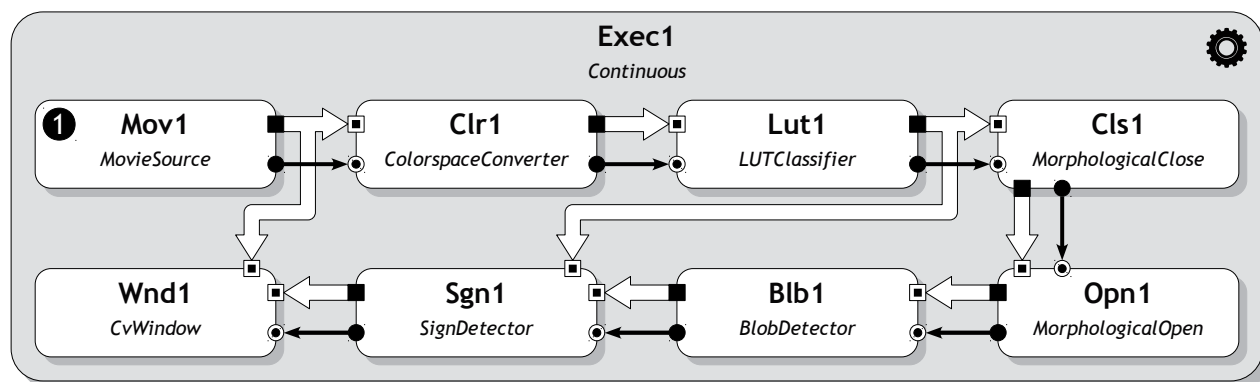 Exec1
Continuous
1
Mov1
MovieSource
Clr1
ColorspaceConverter
Lut1
LUTClassifier
Cls1
MorphologicalClose
Wnd1
CvWindow
Sgn1
SignDetector
Blb1
BlobDetector
Opn1
MorphologicalOpen